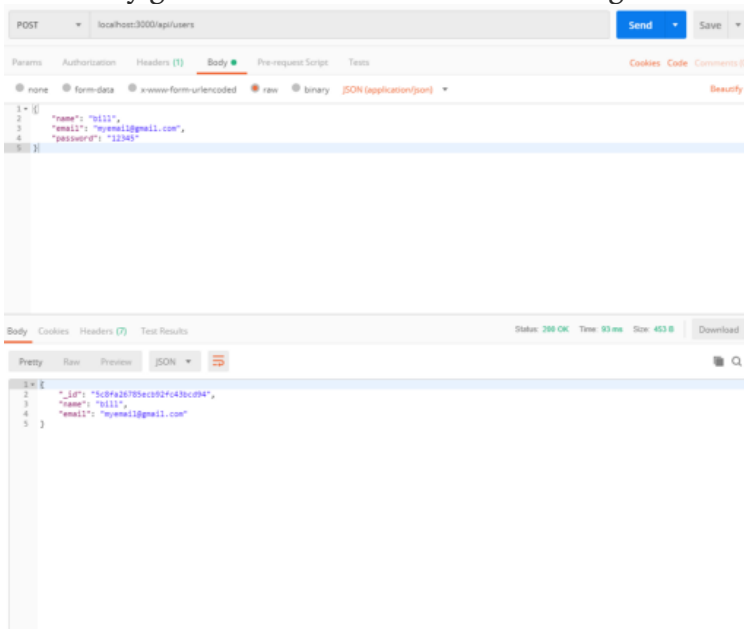 POST localhost:3000/api/users Send Save
Params Authorization Headers (1) Body Pre-request Script Tests Cookies Code
none form-data x-www-form-urlencoded raw binary JSON (application/json) Beautify
1 {
2 "name": "bill",
3 "email": "myemail@gmail.com",
4 "password": "12345"
5 }
Body Cookies Headers (7) Test Results Status: 200 OK Time: 93 ms Size: 453 B Download
Pretty Raw Preview JSON
1 {
2 "_id": "5c8fa26785ecb92fc43bcd94",
3 "name": "bill",
4 "email": "myemail@gmail.com"
5 }